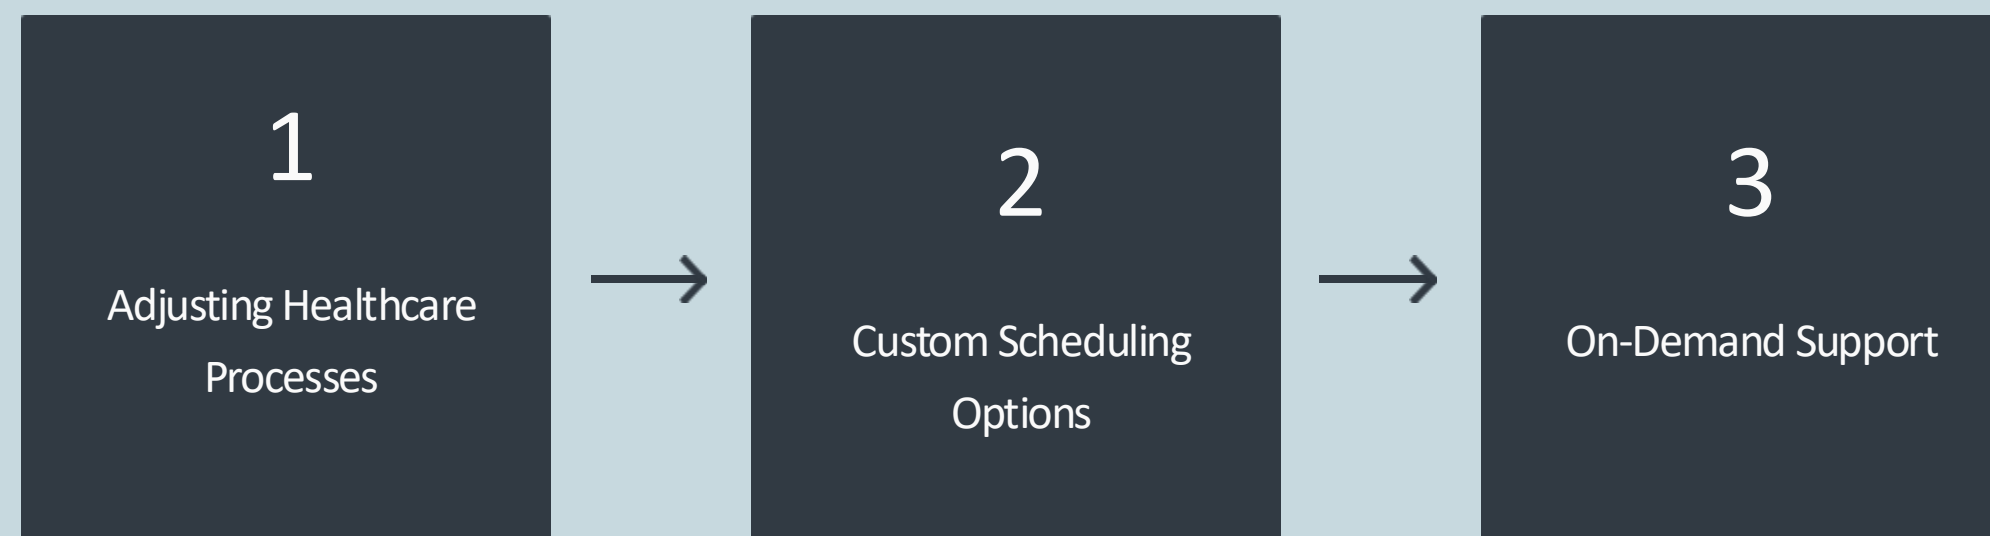 1
Adjusting Healthcare
Processes
2
Custom Scheduling
Options
3
On-Demand Support